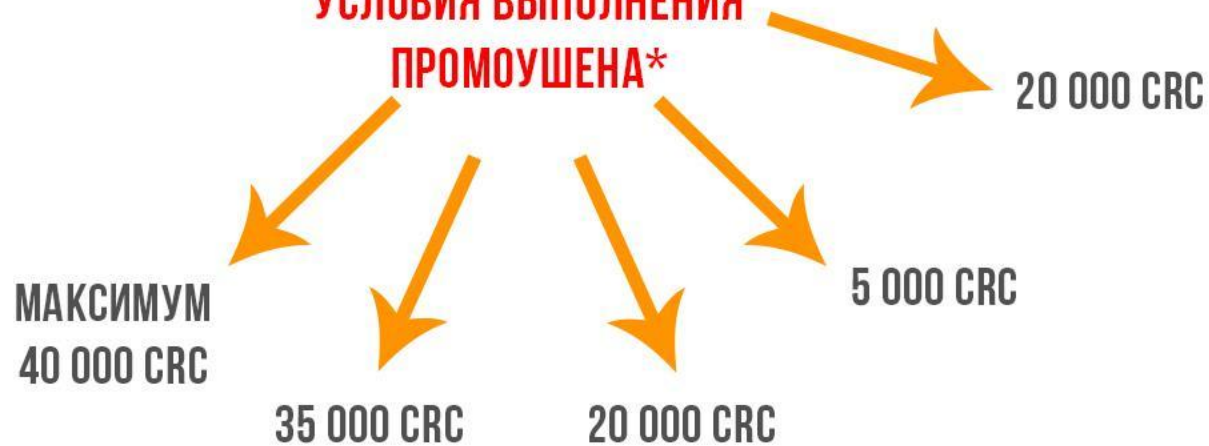 УСЛОВИЯ ВЫПОЛНЕНИЯ
ПРОМОУШЕНА*
20 000 CRC
5 000 CRC
МАКСИМУМ
40 000 CRC
35 000 CRC
20 000 CRC